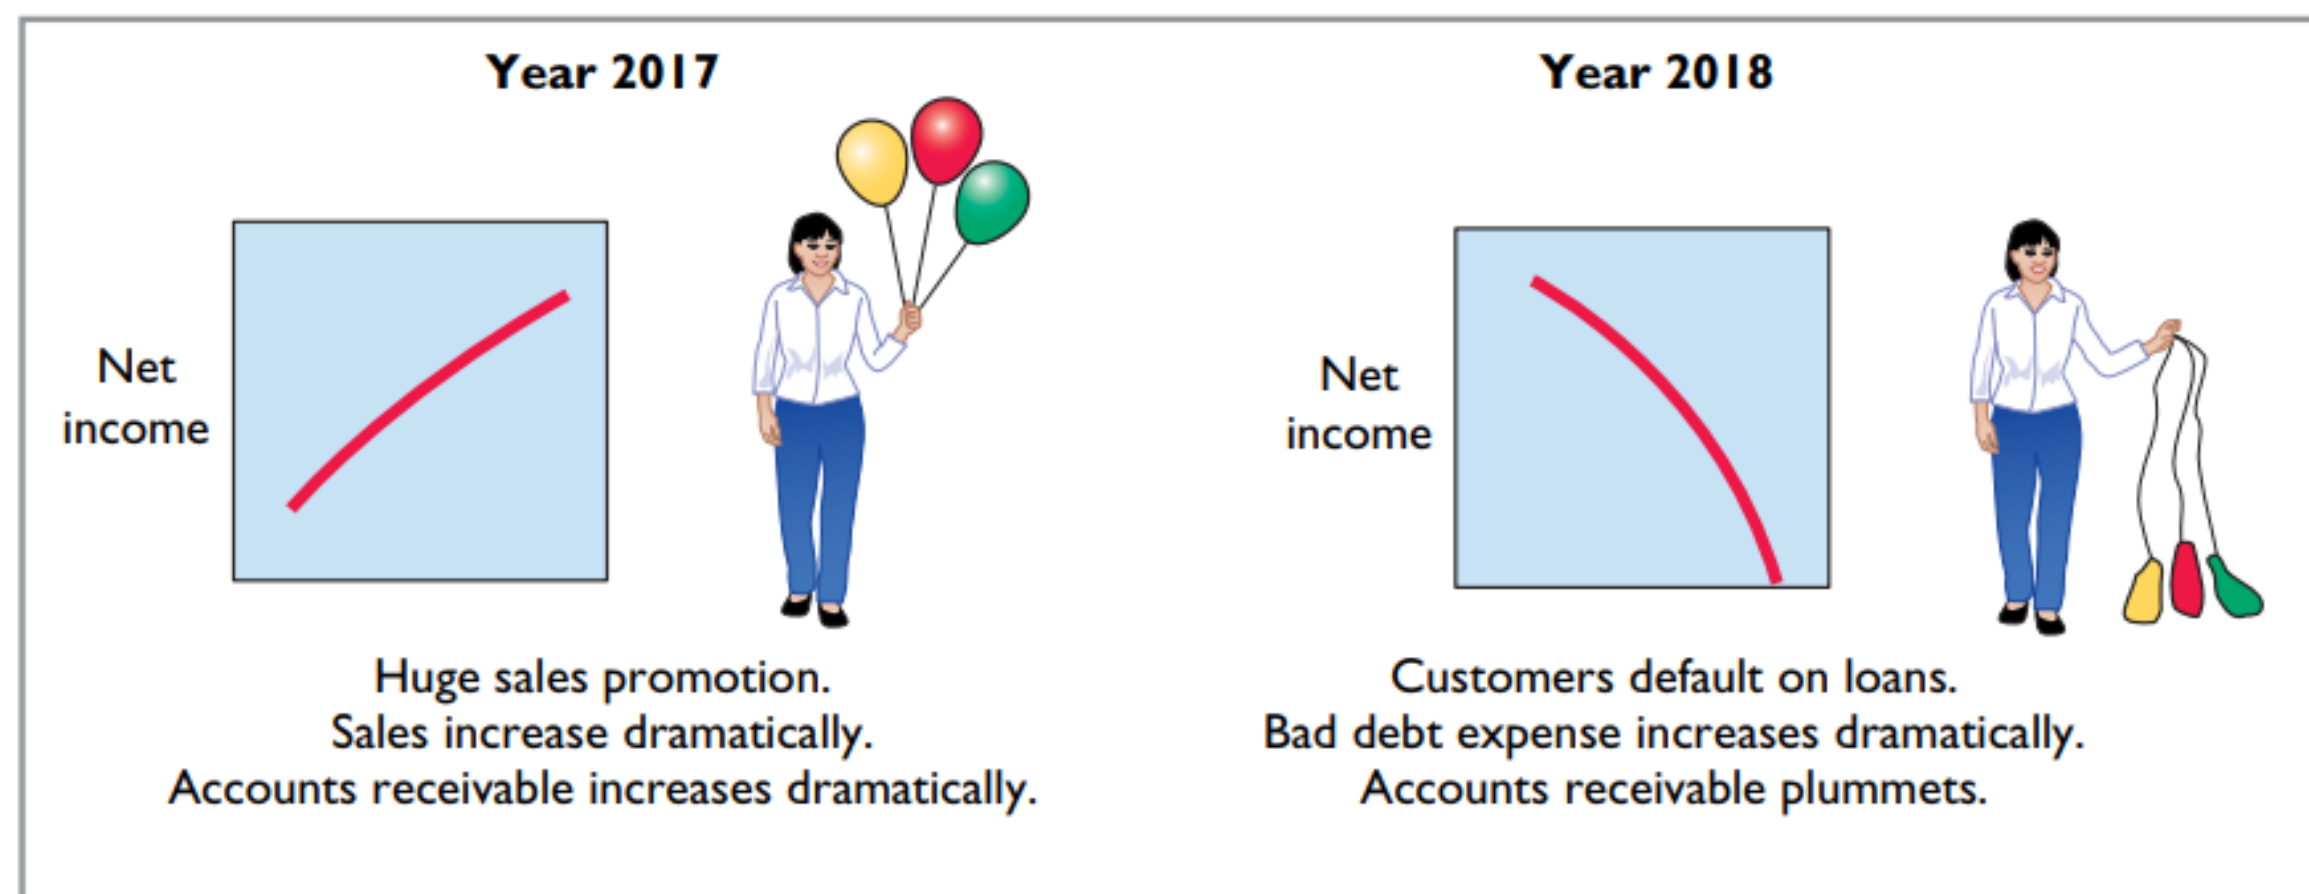 Year 2017
Net
income
Huge sales promotion.
Sales increase dramatically.
Accounts receivable increases dramatically.
Year 2018
Net
income
Customers default on loans.
Bad debt expense increases dramatically.
Accounts receivable plummets.